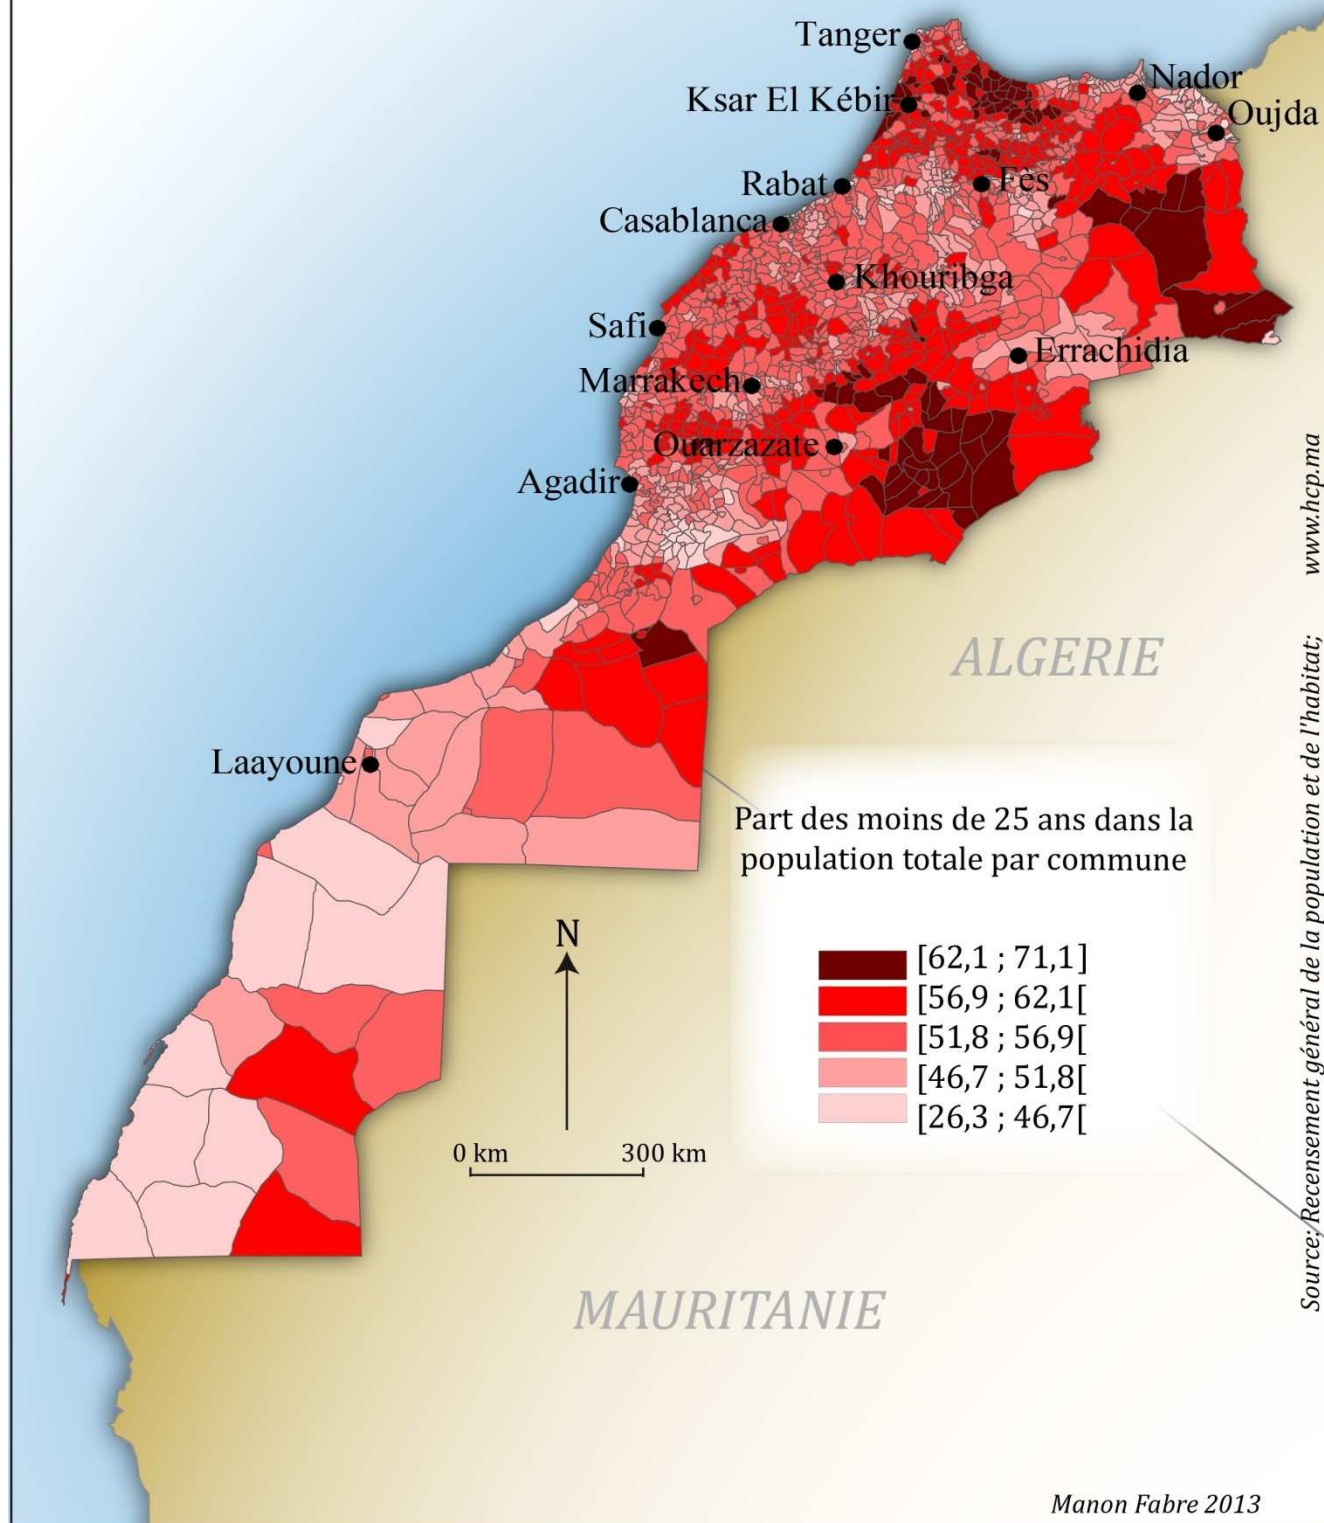 Tanger
Ksar El Kébir
Nador
Oujda
Rabat
Fès
Casablanca
Khouribga
Safi
Errachidia
Marrakech
Ouarzazate
Agadir
ALGERIE
Laayoune
Part des moins de 25 ans dans la
population totale par commune
[62,1 ; 71,1]
[56,9 ; 62,1[
[51,8 ; 56,9[
[46,7 ; 51,8[
[26,3 ; 46,7[
N
0 km 300 km
MAURITANIE
Source; Recensement général de la population et de l'habitat; www.hcp.ma
Manon Fabre 2013